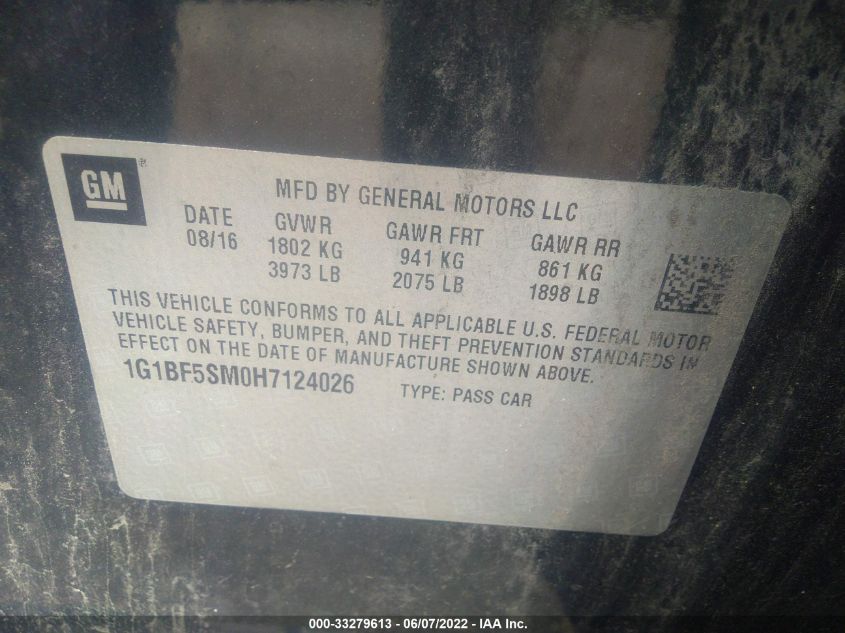 GM
MFD BY GENERAL MOTORS LLC
DATE GVWR GAWR FRT GAWR RR
08/16 1802 KG 941 KG 861 KG
3973 LB 2075 LB 1898 LB
THIS VEHICLE CONFORMS TO ALL APPLICABLE U.S. FEDERAL MOTOR
VEHICLE SAFETY, BUMPER, AND THEFT PREVENTION STANDARDS IN
EFFECT ON THE DATE OF MANUFACTURE SHOWN ABOVE.
1G1BF5SM0H7124026 TYPE: PASS CAR
000-33279613 - 06/07/2022 - IAA Inc.